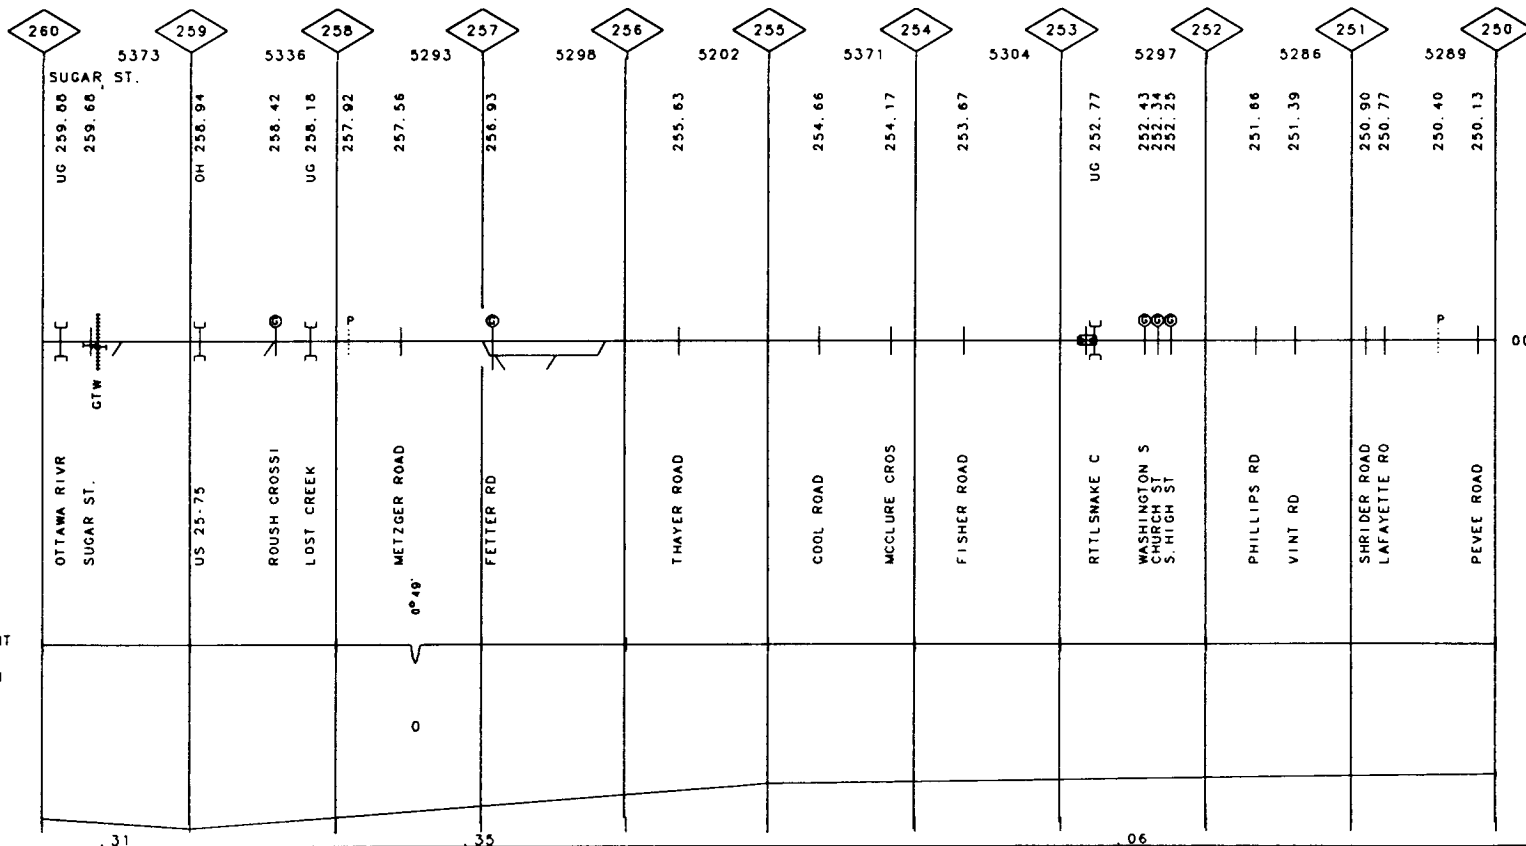 260 259 258 257 256 255 254 253 252 251 250
5373 5336 5293 5298 5202 5371 5304 5297 5286 5289
SUGAR ST.
UG 259.88
259.68
OH 258.94
258.42
UG 258.18
257.92
257.56
256.93
255.63
254.66
254.17
253.67
UG 252.77
252.43
252.34
252.25
251.66
251.39
250.90
250.77
250.40
250.13
G P G G G G P
GTW
OTTAWA RIVR
SUGAR ST.
US 25-75
ROUSH CROSSI
LOST CREEK
METZGER ROAD
FETTER RD
THAYER ROAD
COOL ROAD
MCCLURE CROS
FISHER ROAD
RTTLSNAKE C
WASHINGTON S
CHURCH ST
S. HIGH ST
PHILLIPS RD
VINT RD
SHRIDER ROAD
LAFAYETTE RO
PEVEE ROAD
0°49'
0
.31 .35 .06